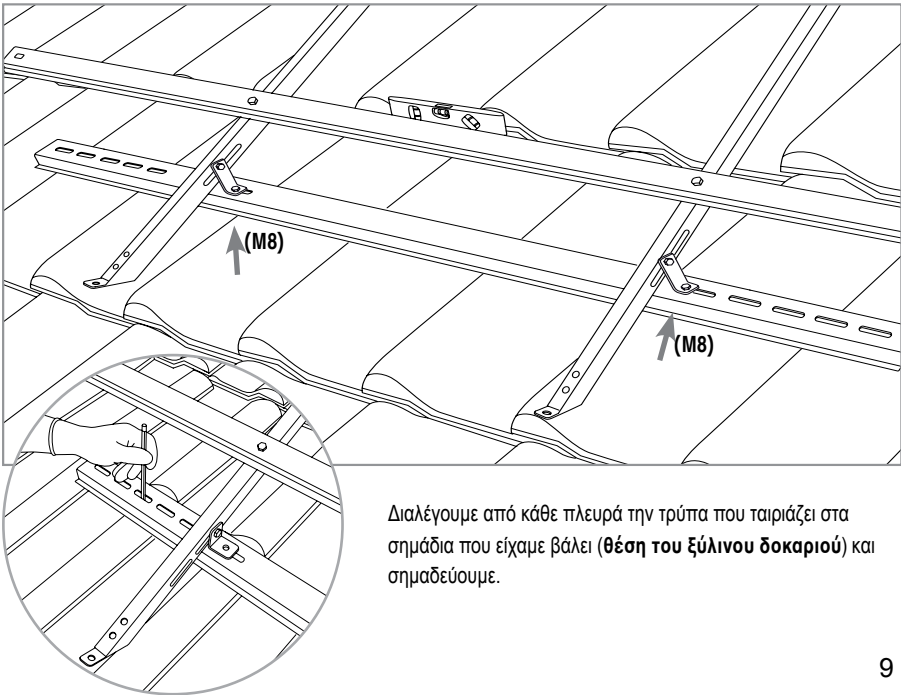 (M8)
(M8)
Διαλέγουμε από κάθε πλευρά την τρύπα που ταιριάζει στα
σημάδια που είχαμε βάλει (θέση του ξύλινου δοκαριού) και
σημαδεύουμε.
9